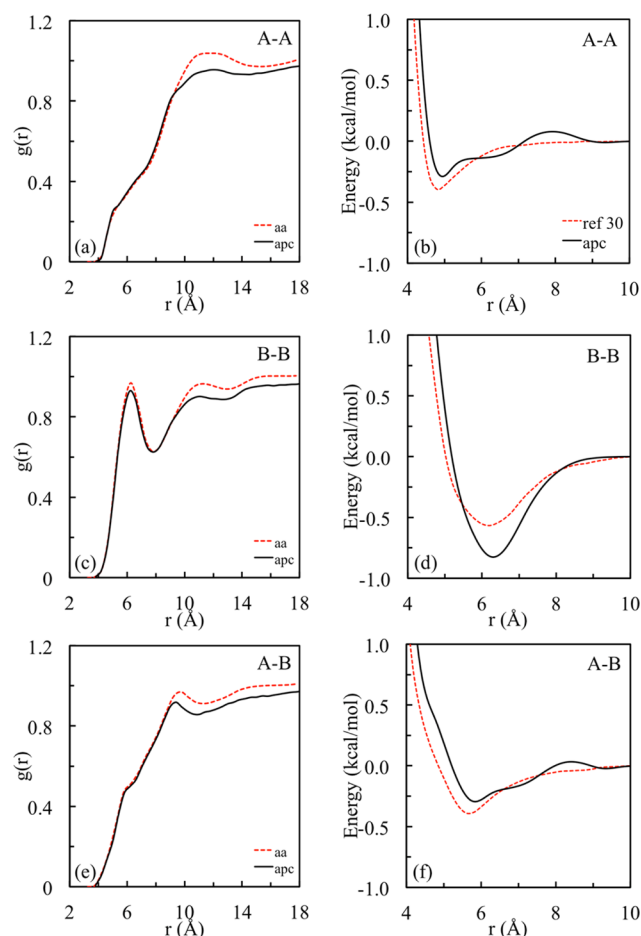 A-A
1.2
0.8
0.4
0
g(r)
(a)
aa
apc
2 6 10 14 18
r (Å)
A-A
1.0
0.5
0.0
-0.5
-1.0
Energy (kcal/mol)
(b)
ref 30
apc
4 6 8 10
r (Å)
B-B
1.2
0.8
0.4
0
g(r)
(c)
aa
apc
2 6 10 14 18
r (Å)
B-B
1.0
0.5
0.0
-0.5
-1.0
Energy (kcal/mol)
(d)
4 6 8 10
r (Å)
A-B
1.2
0.8
0.4
0
g(r)
(e)
aa
apc
2 6 10 14 18
r (Å)
A-B
1.0
0.5
0.0
-0.5
-1.0
Energy (kcal/mol)
(f)
4 6 8 10
r (Å)